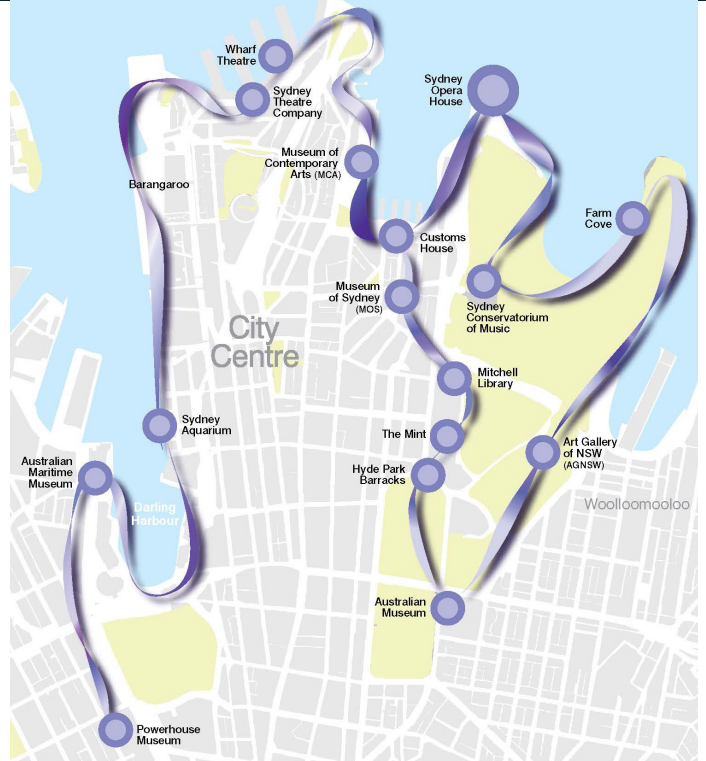 Wharf
Theatre
Sydney
Theatre
Company
Sydney
Opera
House
Museum of
Contemporary
Arts (MCA)
Barangaroo
Farm
Cove
Customs
House
Museum
of Sydney
(MOS)
Sydney
Conservatorium
of Music
City
Centre
Mitchell
Library
Sydney
Aquarium
The Mint
Art Gallery
of NSW
(AGNSW)
Australian
Maritime
Museum
Hyde Park
Barracks
Darling
Harbour
Woolloomooloo
Australian
Museum
Powerhouse
Museum